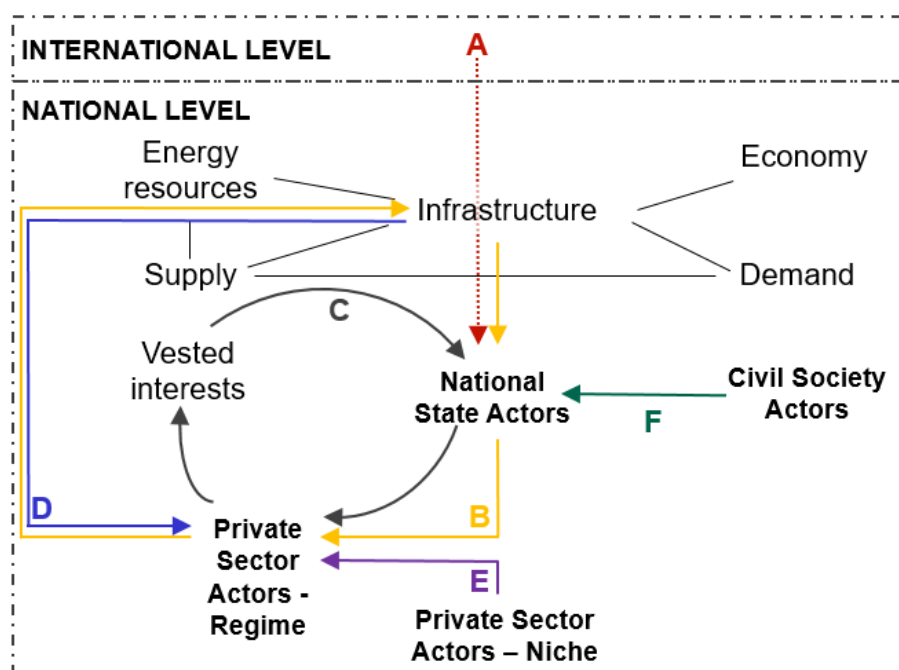 A
INTERNATIONAL LEVEL
NATIONAL LEVEL
Energy
resources
Economy
Infrastructure
Supply
Demand
C
Vested
interests
National
State Actors
Civil Society
Actors
F
D
B
Private
Sector
Actors -
Regime
E
Private Sector
Actors – Niche